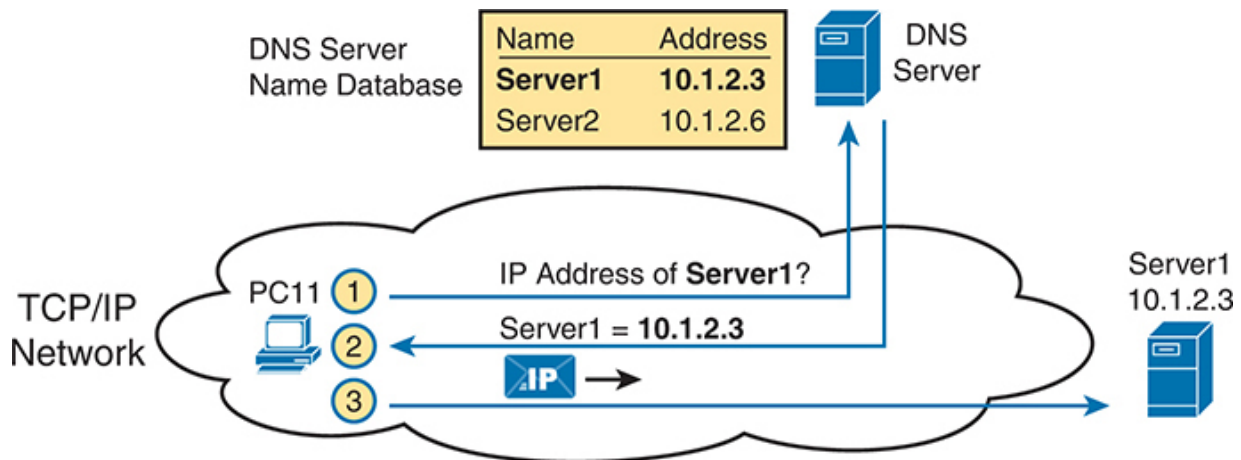 DNS Server
Name Database
Name Address
Server1 10.1.2.3
Server2 10.1.2.6
DNS
Server
TCP/IP
Network
PC11
1
IP Address of Server1?
2
Server1 = 10.1.2.3
IP
3
Server1
10.1.2.3